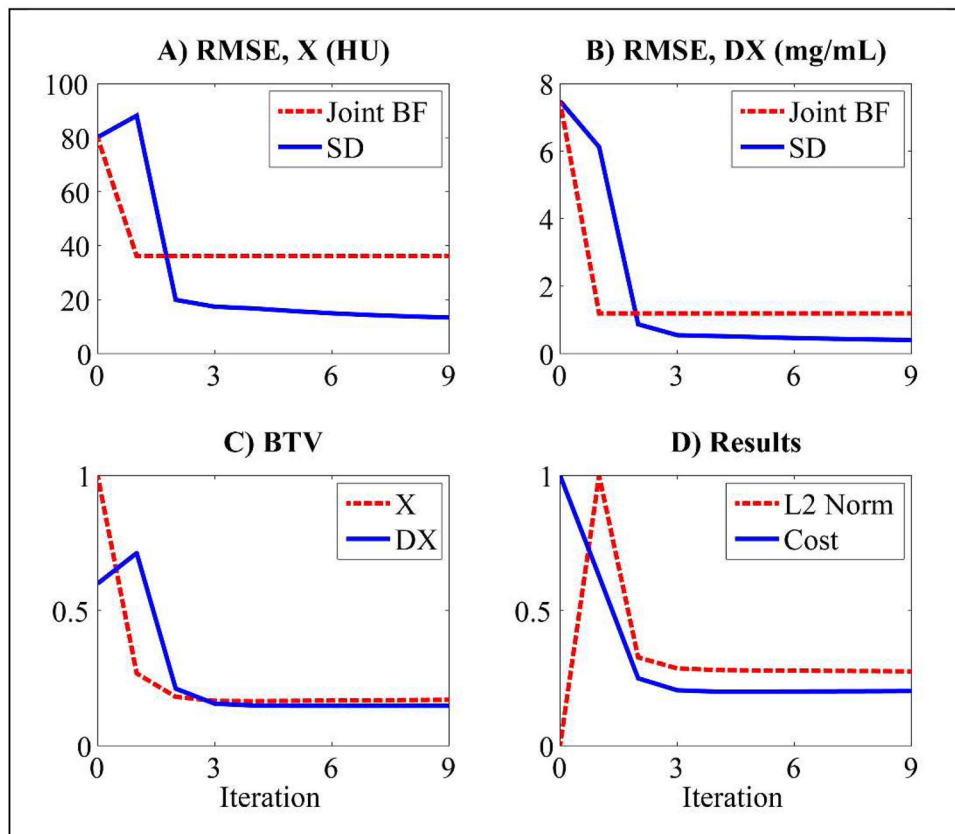 A) RMSE, X (HU)
100
80
60
40
20
0
0
3
6
9
Joint BF
SD
B) RMSE, DX (mg/mL)
8
6
4
2
0
0
3
6
9
Joint BF
SD
C) BTV
1
0.5
0
0
3
6
9
X
DX
Iteration
D) Results
1
0.5
0
0
3
6
9
L2 Norm
Cost
Iteration